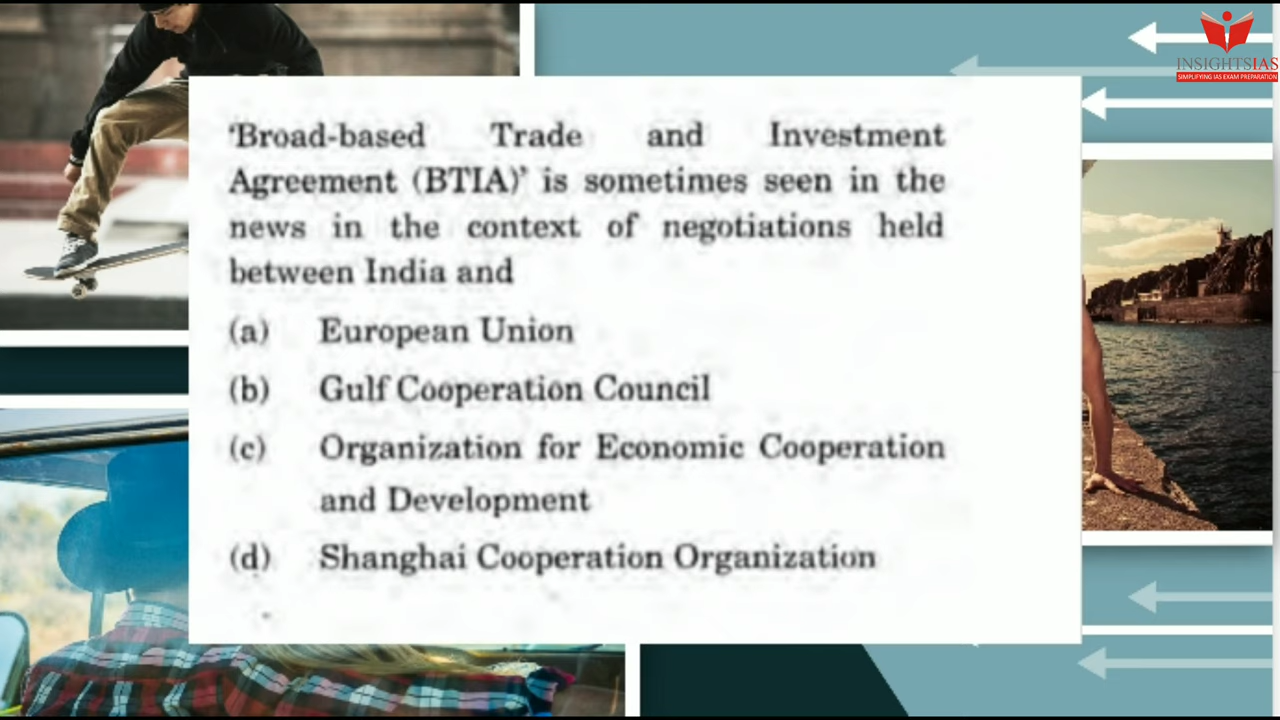 INSIGHTSIAS
SIMPLIFYING IAS EXAM PREPARATION
'Broad-based Trade and Investment
Agreement (BTIA)' is sometimes seen in the
news in the context of negotiations held
between India and
(a) European Union
(b) Gulf Cooperation Council
(c) Organization for Economic Cooperation
and Development
(d) Shanghai Cooperation Organization